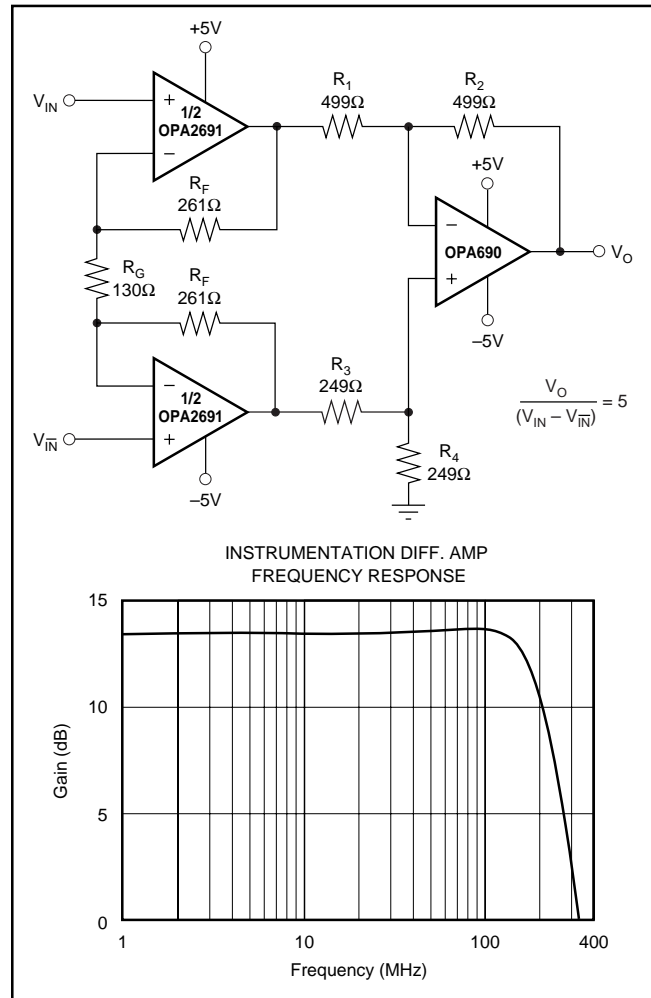 +5V
V_IN
+
1/2
OPA2691
−
R_F
261Ω
R_G
130Ω
R_F
261Ω
−
1/2
OPA2691
+
V_I̅N̅
−5V
R_1
499Ω
R_2
499Ω
+5V
−
OPA690
+
V_O
−5V
R_3
249Ω
R_4
249Ω
V_O
(V_IN – V_I̅N̅)
= 5
INSTRUMENTATION DIFF. AMP
FREQUENCY RESPONSE
Gain (dB)
15
10
5
0
1
10
100
400
Frequency (MHz)